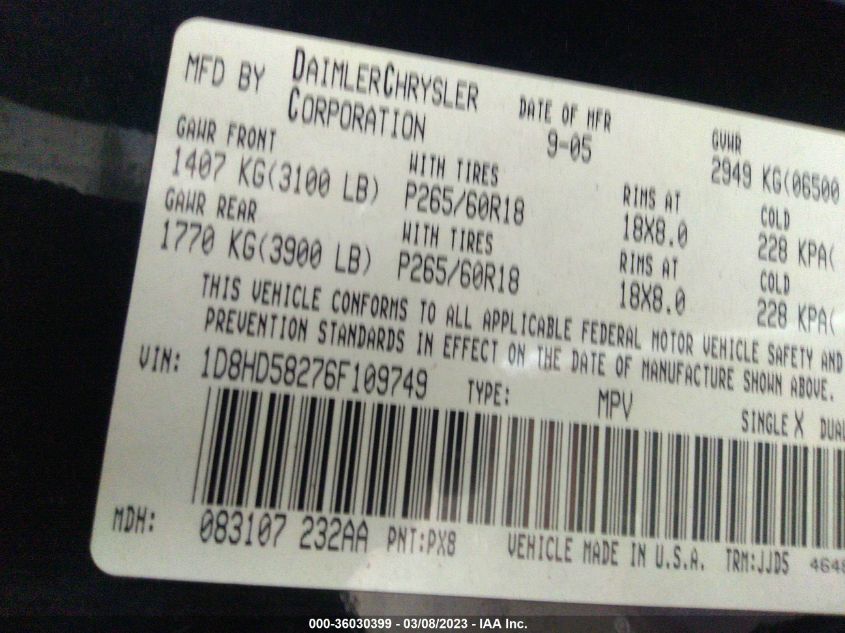 MFD BY DAIMLERCHRYSLER CORPORATION
DATE OF MFR 9-05
GVWR 2949 KG(06500
GAWR FRONT 1407 KG(3100 LB)
WITH TIRES P265/60R18
RIMS AT 18X8.0
COLD 228 KPA(
GAWR REAR 1770 KG(3900 LB)
WITH TIRES P265/60R18
RIMS AT 18X8.0
COLD 228 KPA(
THIS VEHICLE CONFORMS TO ALL APPLICABLE FEDERAL MOTOR VEHICLE SAFETY AND
PREVENTION STANDARDS IN EFFECT ON THE DATE OF MANUFACTURE SHOWN ABOVE.
VIN: 1D8HD58276F109749 TYPE: MPV SINGLE X DUAL
MDH: 083107 232AA PNT:PX8 VEHICLE MADE IN U.S.A. TRM:JJD5 4648
000-36030399 - 03/08/2023 - IAA Inc.